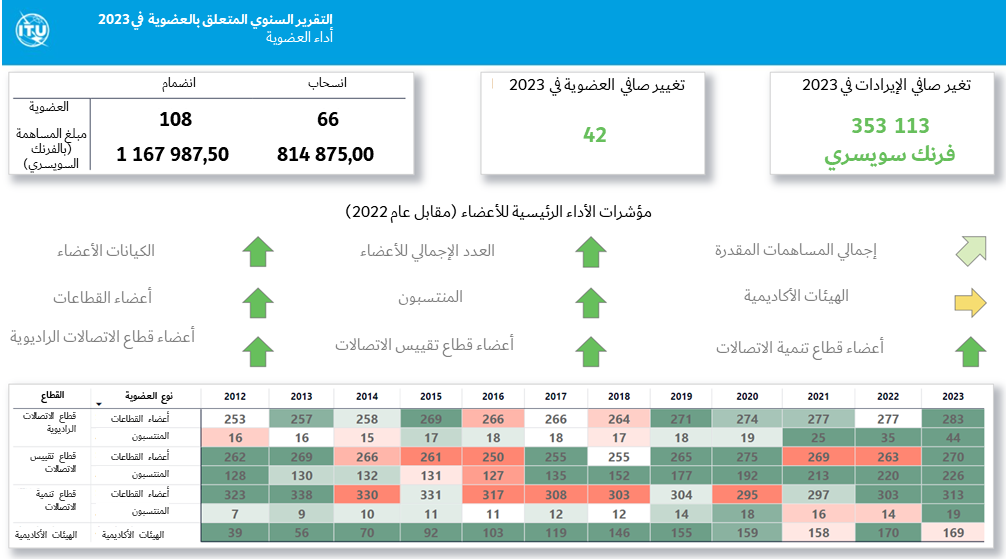 ITU
التقرير السنوي المتعلق بالعضوية في 2023
أداء العضوية
تغير صافي الإيرادات في 2023
353 113
فرنك سويسري
تغيير صافي العضوية في 2023
42
انسحاب انضمام
العضوية 108 66
مبلغ المساهمة (بالفرنك السويسري) 1 167 987,50 814 875,00
مؤشرات الأداء الرئيسية للأعضاء (مقابل عام 2022)
إجمالي المساهمات المقدرة
العدد الإجمالي للأعضاء
الكيانات الأعضاء
الهيئات الأكاديمية
المنتسبون
أعضاء القطاعات
أعضاء قطاع تنمية الاتصالات
أعضاء قطاع تقييس الاتصالات
أعضاء قطاع الاتصالات الراديوية
القطاع نوع العضوية 2012 2013 2014 2015 2016 2017 2018 2019 2020 2021 2022 2023
قطاع الاتصالات الراديوية أعضاء القطاعات 253 257 258 269 266 266 264 271 274 277 277 283
المنتسبون 16 16 15 17 18 18 17 18 19 25 35 44
قطاع تقييس الاتصالات أعضاء القطاعات 262 269 266 261 250 255 255 265 275 269 263 270
المنتسبون 128 130 132 131 127 135 152 177 192 213 220 226
قطاع تنمية الاتصالات أعضاء القطاعات 323 338 330 331 317 308 303 304 295 297 303 313
المنتسبون 7 9 10 11 11 12 12 14 18 16 14 19
الهيئات الأكاديمية الهيئات الأكاديمية 39 56 70 92 103 119 146 155 159 158 170 169